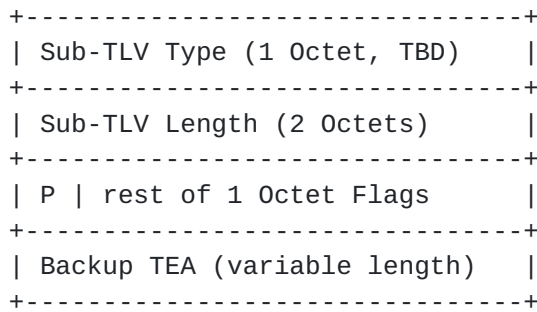 +-------------------------------+
| Sub-TLV Type (1 Octet, TBD)    |
+-------------------------------+
| Sub-TLV Length (2 Octets)      |
+-------------------------------+
| P | rest of 1 Octet Flags      |
+-------------------------------+
| Backup TEA (variable length)   |
+-------------------------------+